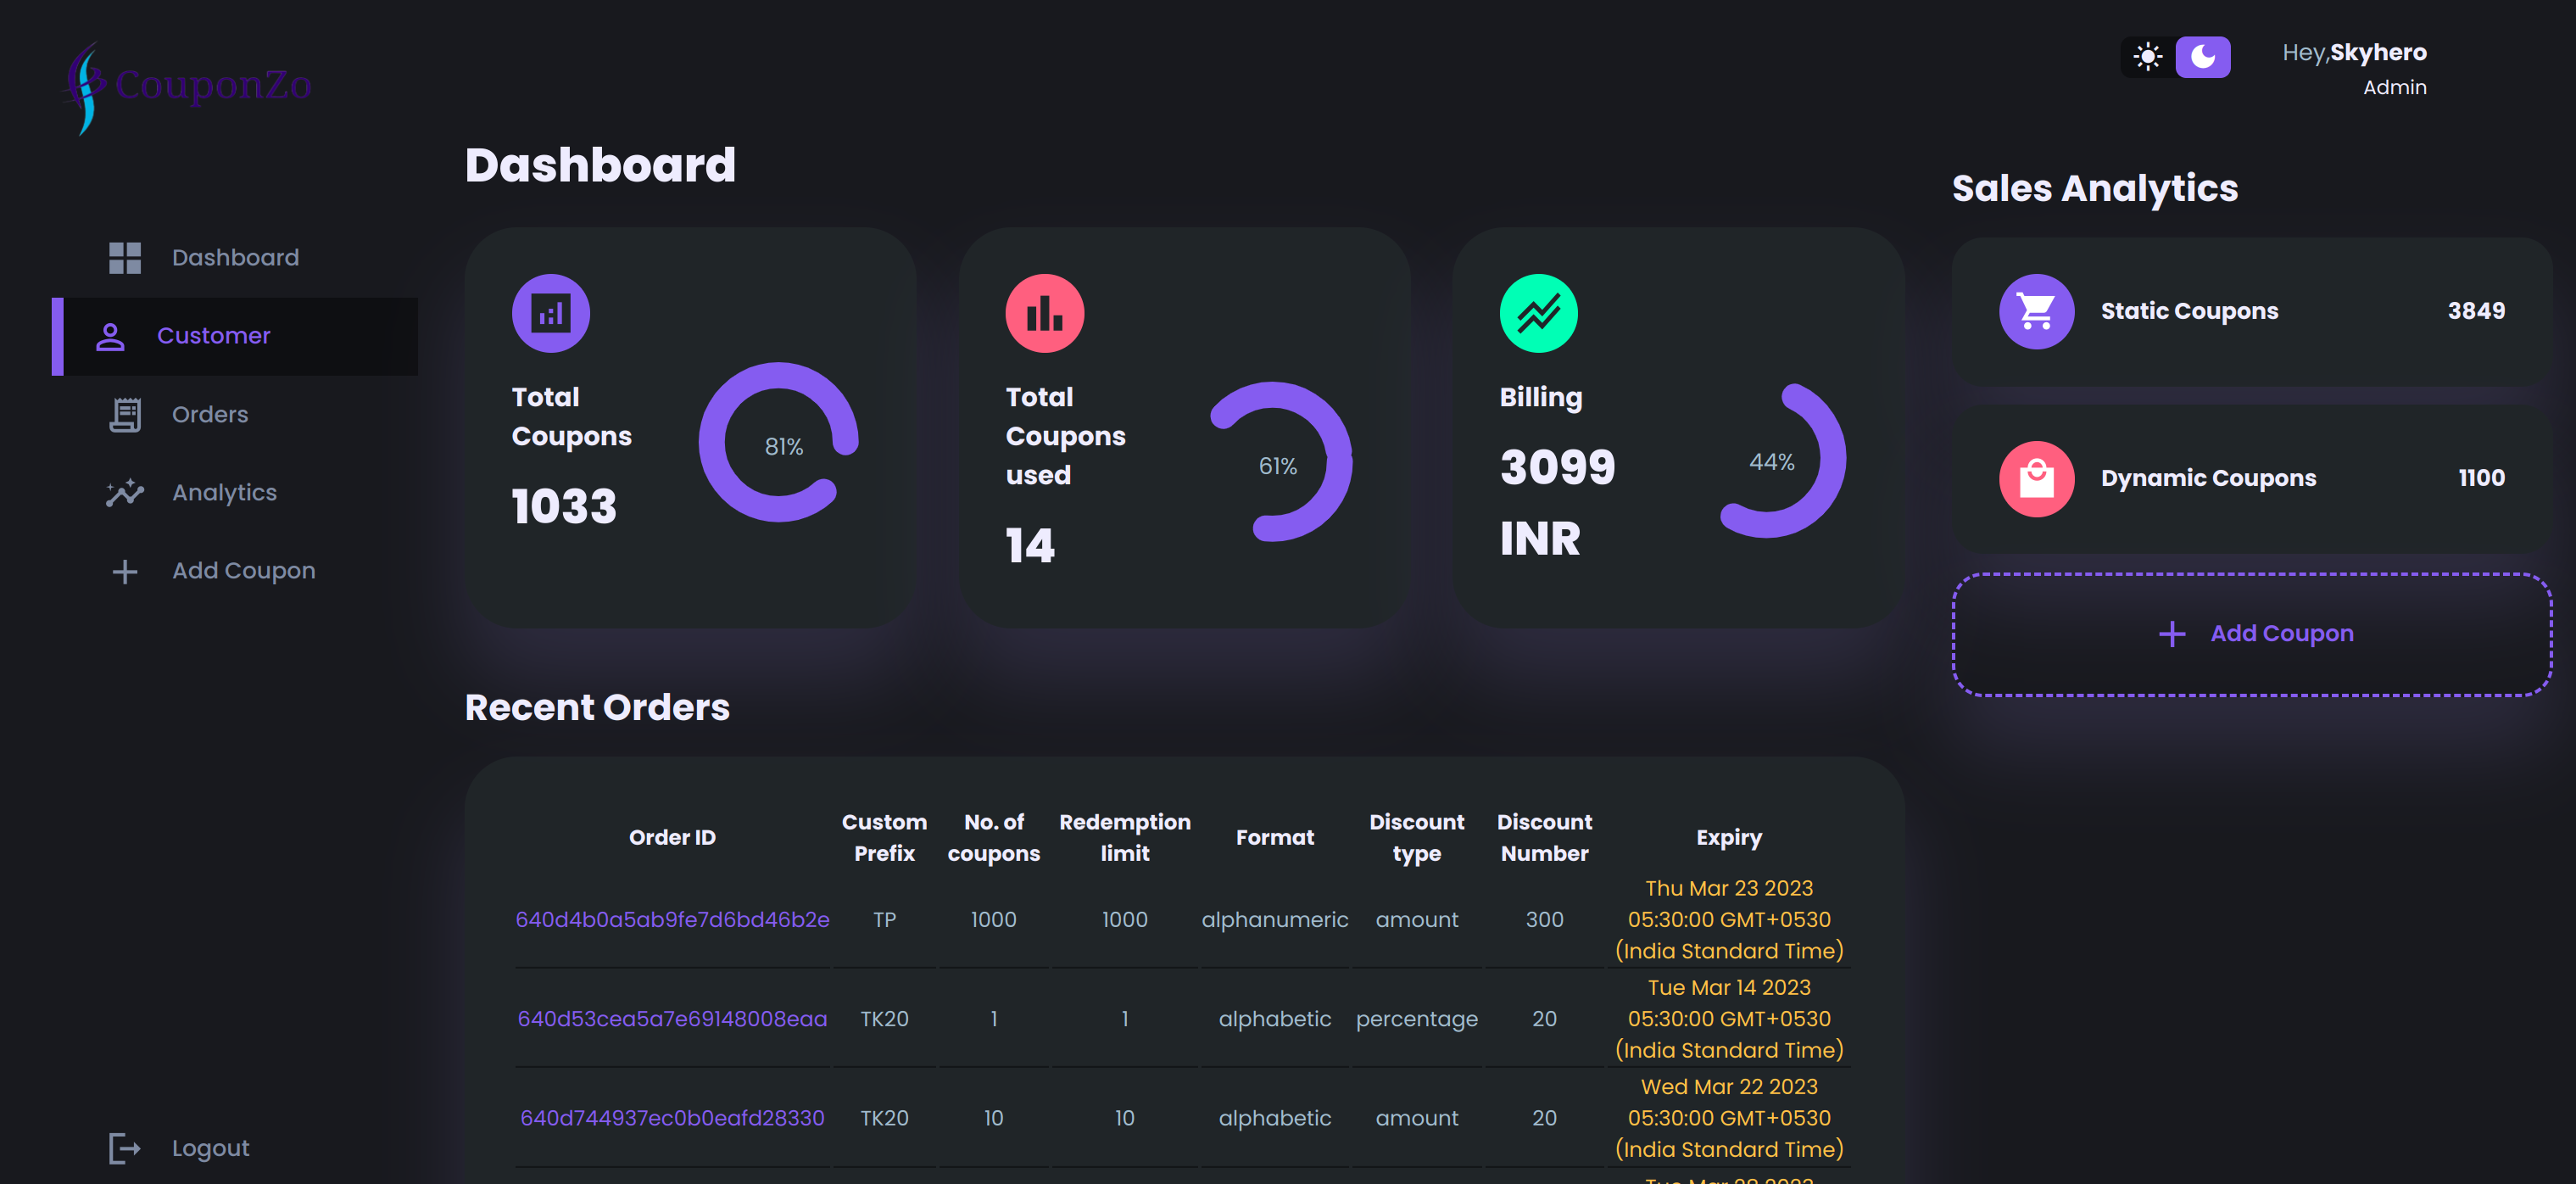 CouponZo
Hey,Skyhero
Admin
Dashboard
Customer
Orders
Analytics
Add Coupon
Logout
Dashboard
Total
Coupons
1033
81%
Total
Coupons
used
14
61%
Billing
3099
INR
44%
Sales Analytics
Static Coupons 3849
Dynamic Coupons 1100
Add Coupon
Recent Orders
Order ID Custom Prefix No. of coupons Redemption limit Format Discount type Discount Number Expiry
640d4b0a5ab9fe7d6bd46b2e TP 1000 1000 alphanumeric amount 300 Thu Mar 23 2023 05:30:00 GMT+0530 (India Standard Time)
640d53cea5a7e69148008eaa TK20 1 1 alphabetic percentage 20 Tue Mar 14 2023 05:30:00 GMT+0530 (India Standard Time)
640d744937ec0b0eafd28330 TK20 10 10 alphabetic amount 20 Wed Mar 22 2023 05:30:00 GMT+0530 (India Standard Time)